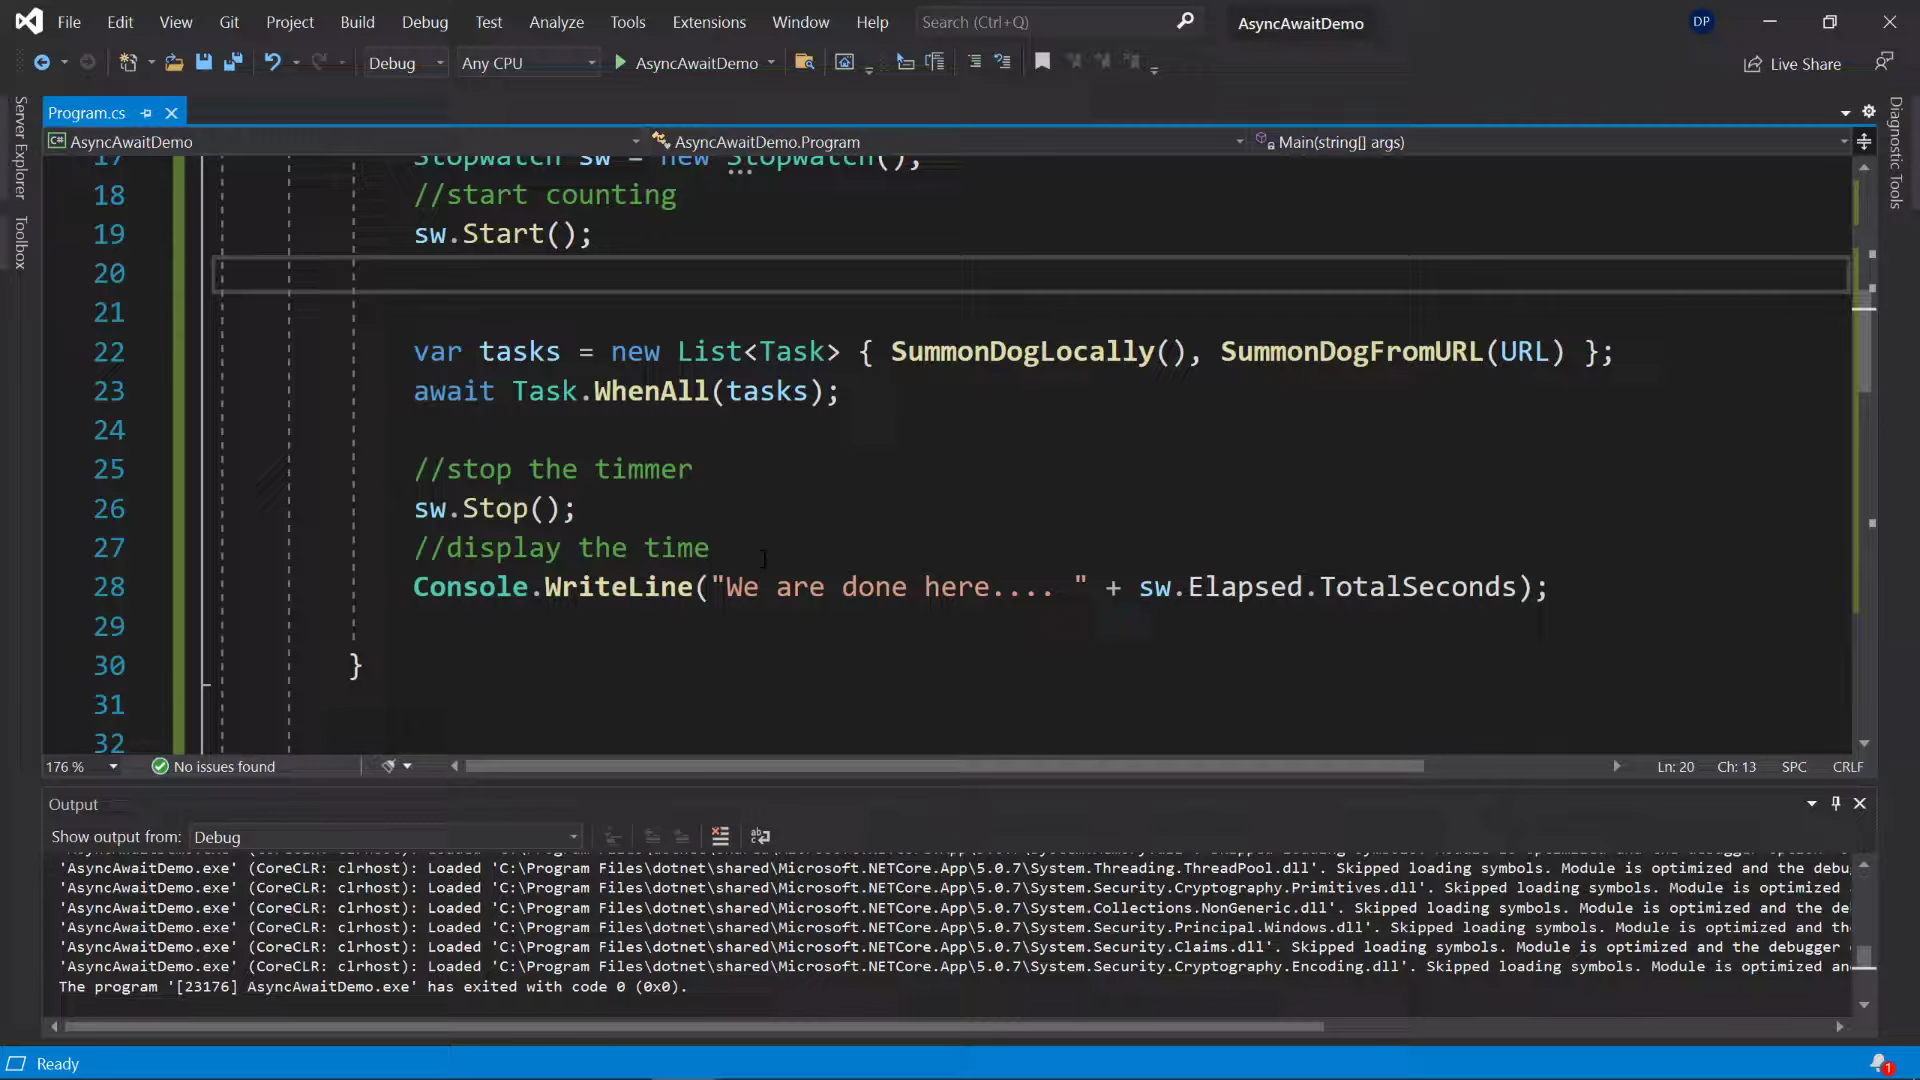 File Edit View Git Project Build Debug Test Analyze Tools Extensions Window Help Search (Ctrl+Q) AsyncAwaitDemo DP
Debug Any CPU AsyncAwaitDemo Live Share
Server Explorer
Toolbox
Diagnostic Tools
Program.cs
AsyncAwaitDemo AsyncAwaitDemo.Program Main(string[] args)
17 Stopwatch sw = new Stopwatch();
18 //start counting
19 sw.Start();
20
21
22 var tasks = new List<Task> { SummonDogLocally(), SummonDogFromURL(URL) };
23 await Task.WhenAll(tasks);
24
25 //stop the timmer
26 sw.Stop();
27 //display the time
28 Console.WriteLine("We are done here.... " + sw.Elapsed.TotalSeconds);
29
30 }
31
32
176 % No issues found Ln: 20 Ch: 13 SPC CRLF
Output
Show output from: Debug
'AsyncAwaitDemo.exe' (CoreCLR: clrhost): Loaded 'C:\Program Files\dotnet\shared\Microsoft.NETCore.App\5.0.7\System.Threading.ThreadPool.dll'. Skipped loading symbols. Module is optimized and the debug
'AsyncAwaitDemo.exe' (CoreCLR: clrhost): Loaded 'C:\Program Files\dotnet\shared\Microsoft.NETCore.App\5.0.7\System.Security.Cryptography.Primitives.dll'. Skipped loading symbols. Module is optimized
'AsyncAwaitDemo.exe' (CoreCLR: clrhost): Loaded 'C:\Program Files\dotnet\shared\Microsoft.NETCore.App\5.0.7\System.Collections.NonGeneric.dll'. Skipped loading symbols. Module is optimized and the de
'AsyncAwaitDemo.exe' (CoreCLR: clrhost): Loaded 'C:\Program Files\dotnet\shared\Microsoft.NETCore.App\5.0.7\System.Principal.Windows.dll'. Skipped loading symbols. Module is optimized and th
'AsyncAwaitDemo.exe' (CoreCLR: clrhost): Loaded 'C:\Program Files\dotnet\shared\Microsoft.NETCore.App\5.0.7\System.Security.Claims.dll'. Skipped loading symbols. Module is optimized and the debugger
'AsyncAwaitDemo.exe' (CoreCLR: clrhost): Loaded 'C:\Program Files\dotnet\shared\Microsoft.NETCore.App\5.0.7\System.Security.Cryptography.Encoding.dll'. Skipped loading symbols. Module is optimized an
The program '[23176] AsyncAwaitDemo.exe' has exited with code 0 (0x0).
Ready 1